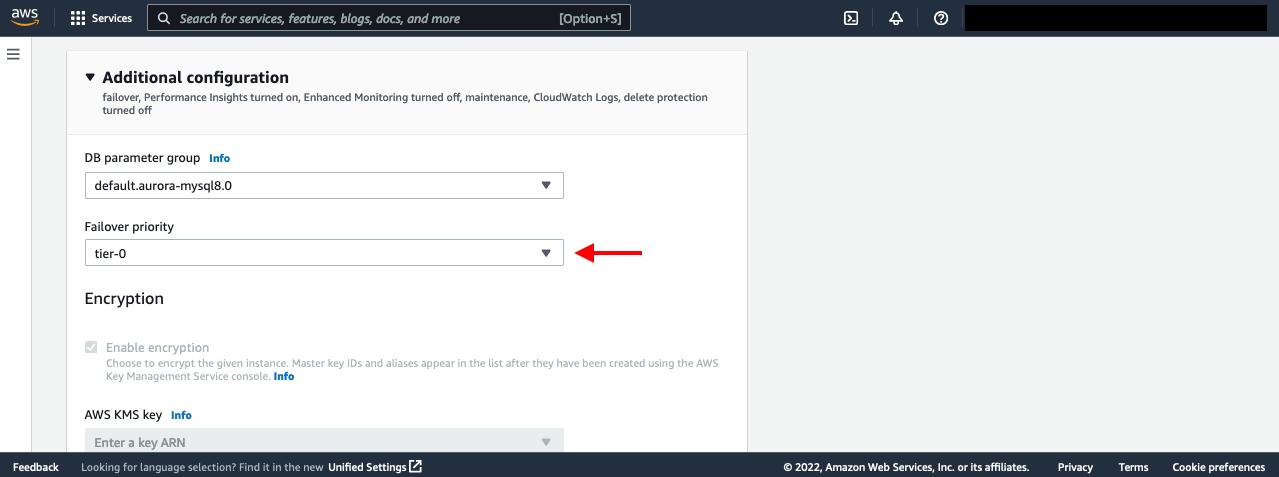 aws Services Search for services, features, blogs, docs, and more [Option+S]
Additional configuration
failover, Performance Insights turned on, Enhanced Monitoring turned off, maintenance, CloudWatch Logs, delete protection
turned off
DB parameter group Info
default.aurora-mysql8.0
Failover priority
tier-0
Encryption
Enable encryption
Choose to encrypt the given instance. Master key IDs and aliases appear in the list after they have been created using the AWS
Key Management Service console. Info
AWS KMS key Info
Enter a key ARN
Feedback Looking for language selection? Find it in the new Unified Settings © 2022, Amazon Web Services, Inc. or its affiliates. Privacy Terms Cookie preferences